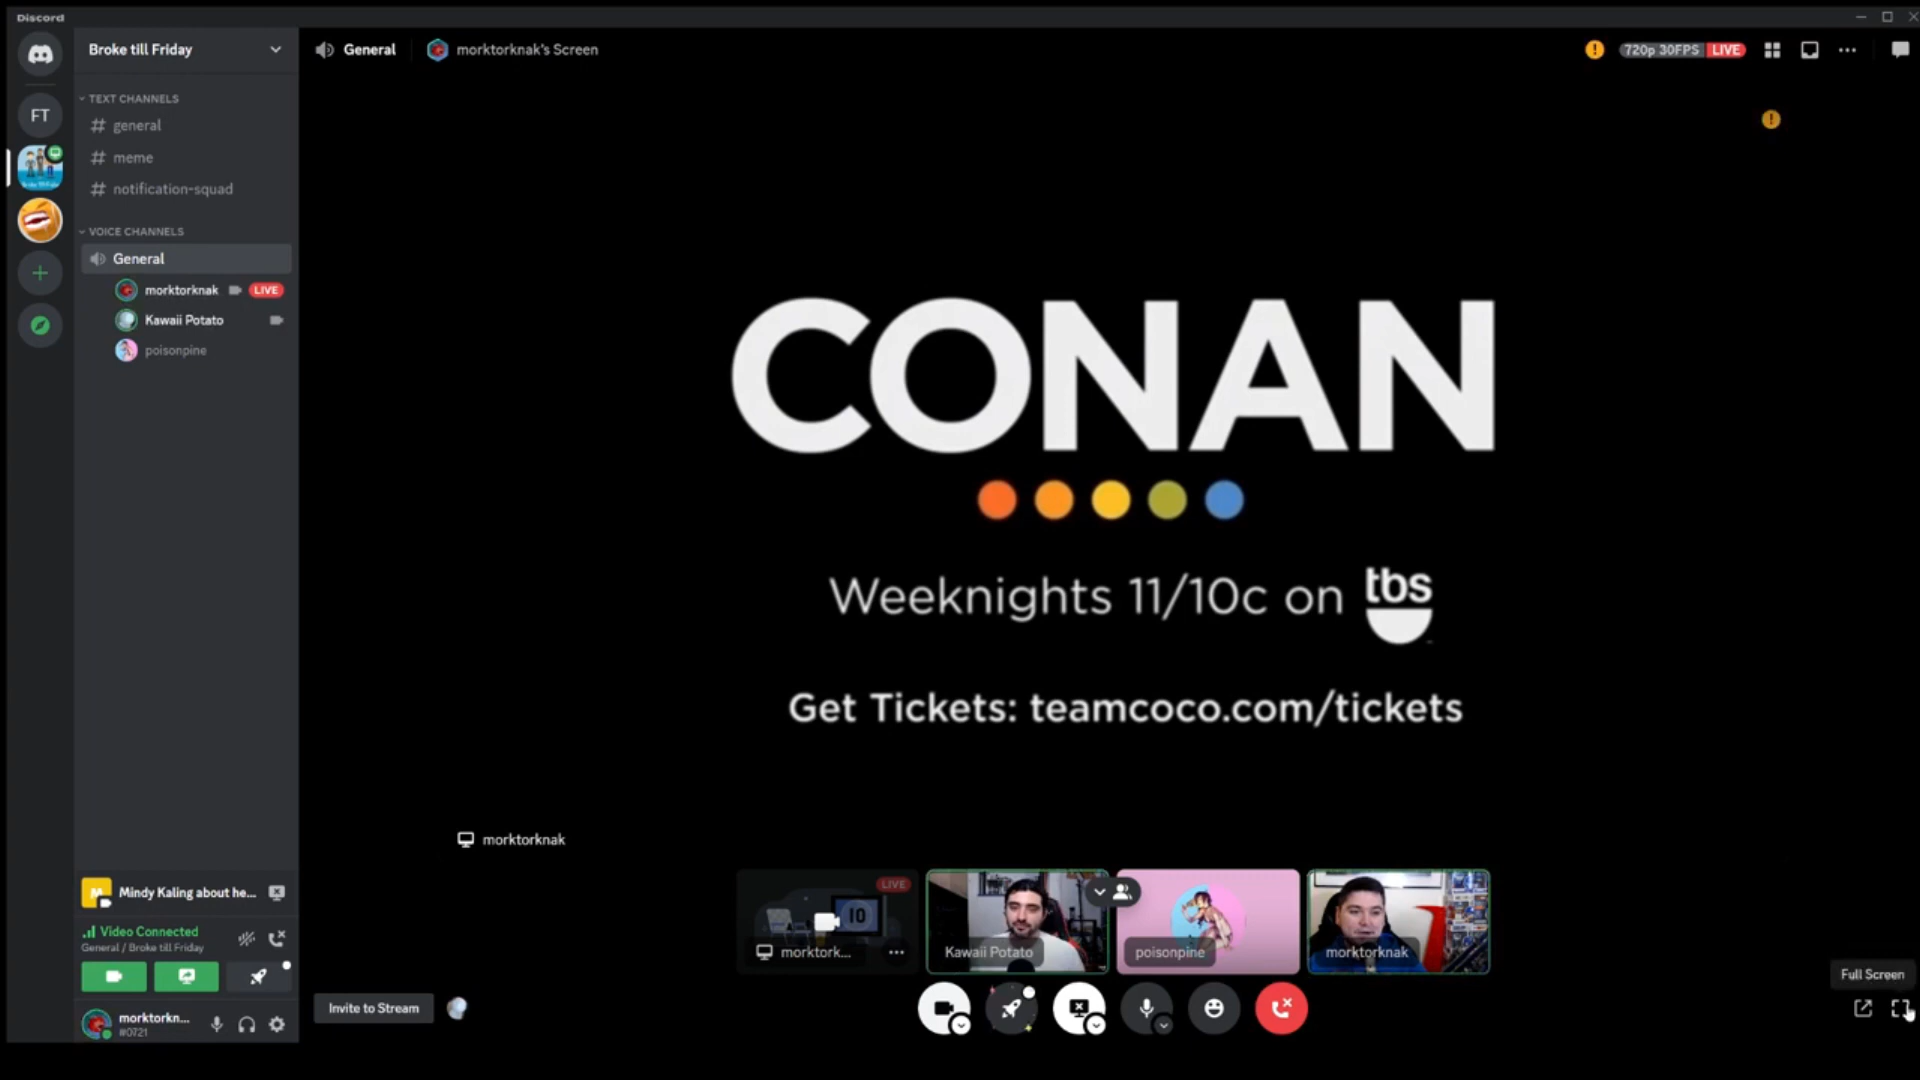 Discord
Broke till Friday
General
morktorknak's Screen
720p 30FPS LIVE
FT
TEXT CHANNELS
general
meme
notification-squad
VOICE CHANNELS
General
morktorknak LIVE
Kawaii Potato
poisonpine
CONAN
Weeknights 11/10c on tbs
Get Tickets: teamcoco.com/tickets
morktorknak
LIVE
10
morktork...
Kawaii Potato
poisonpine
morktorknak
Mindy Kaling about he...
Video Connected
General / Broke till Friday
Full Screen
Invite to Stream
morktorkn...
#0721